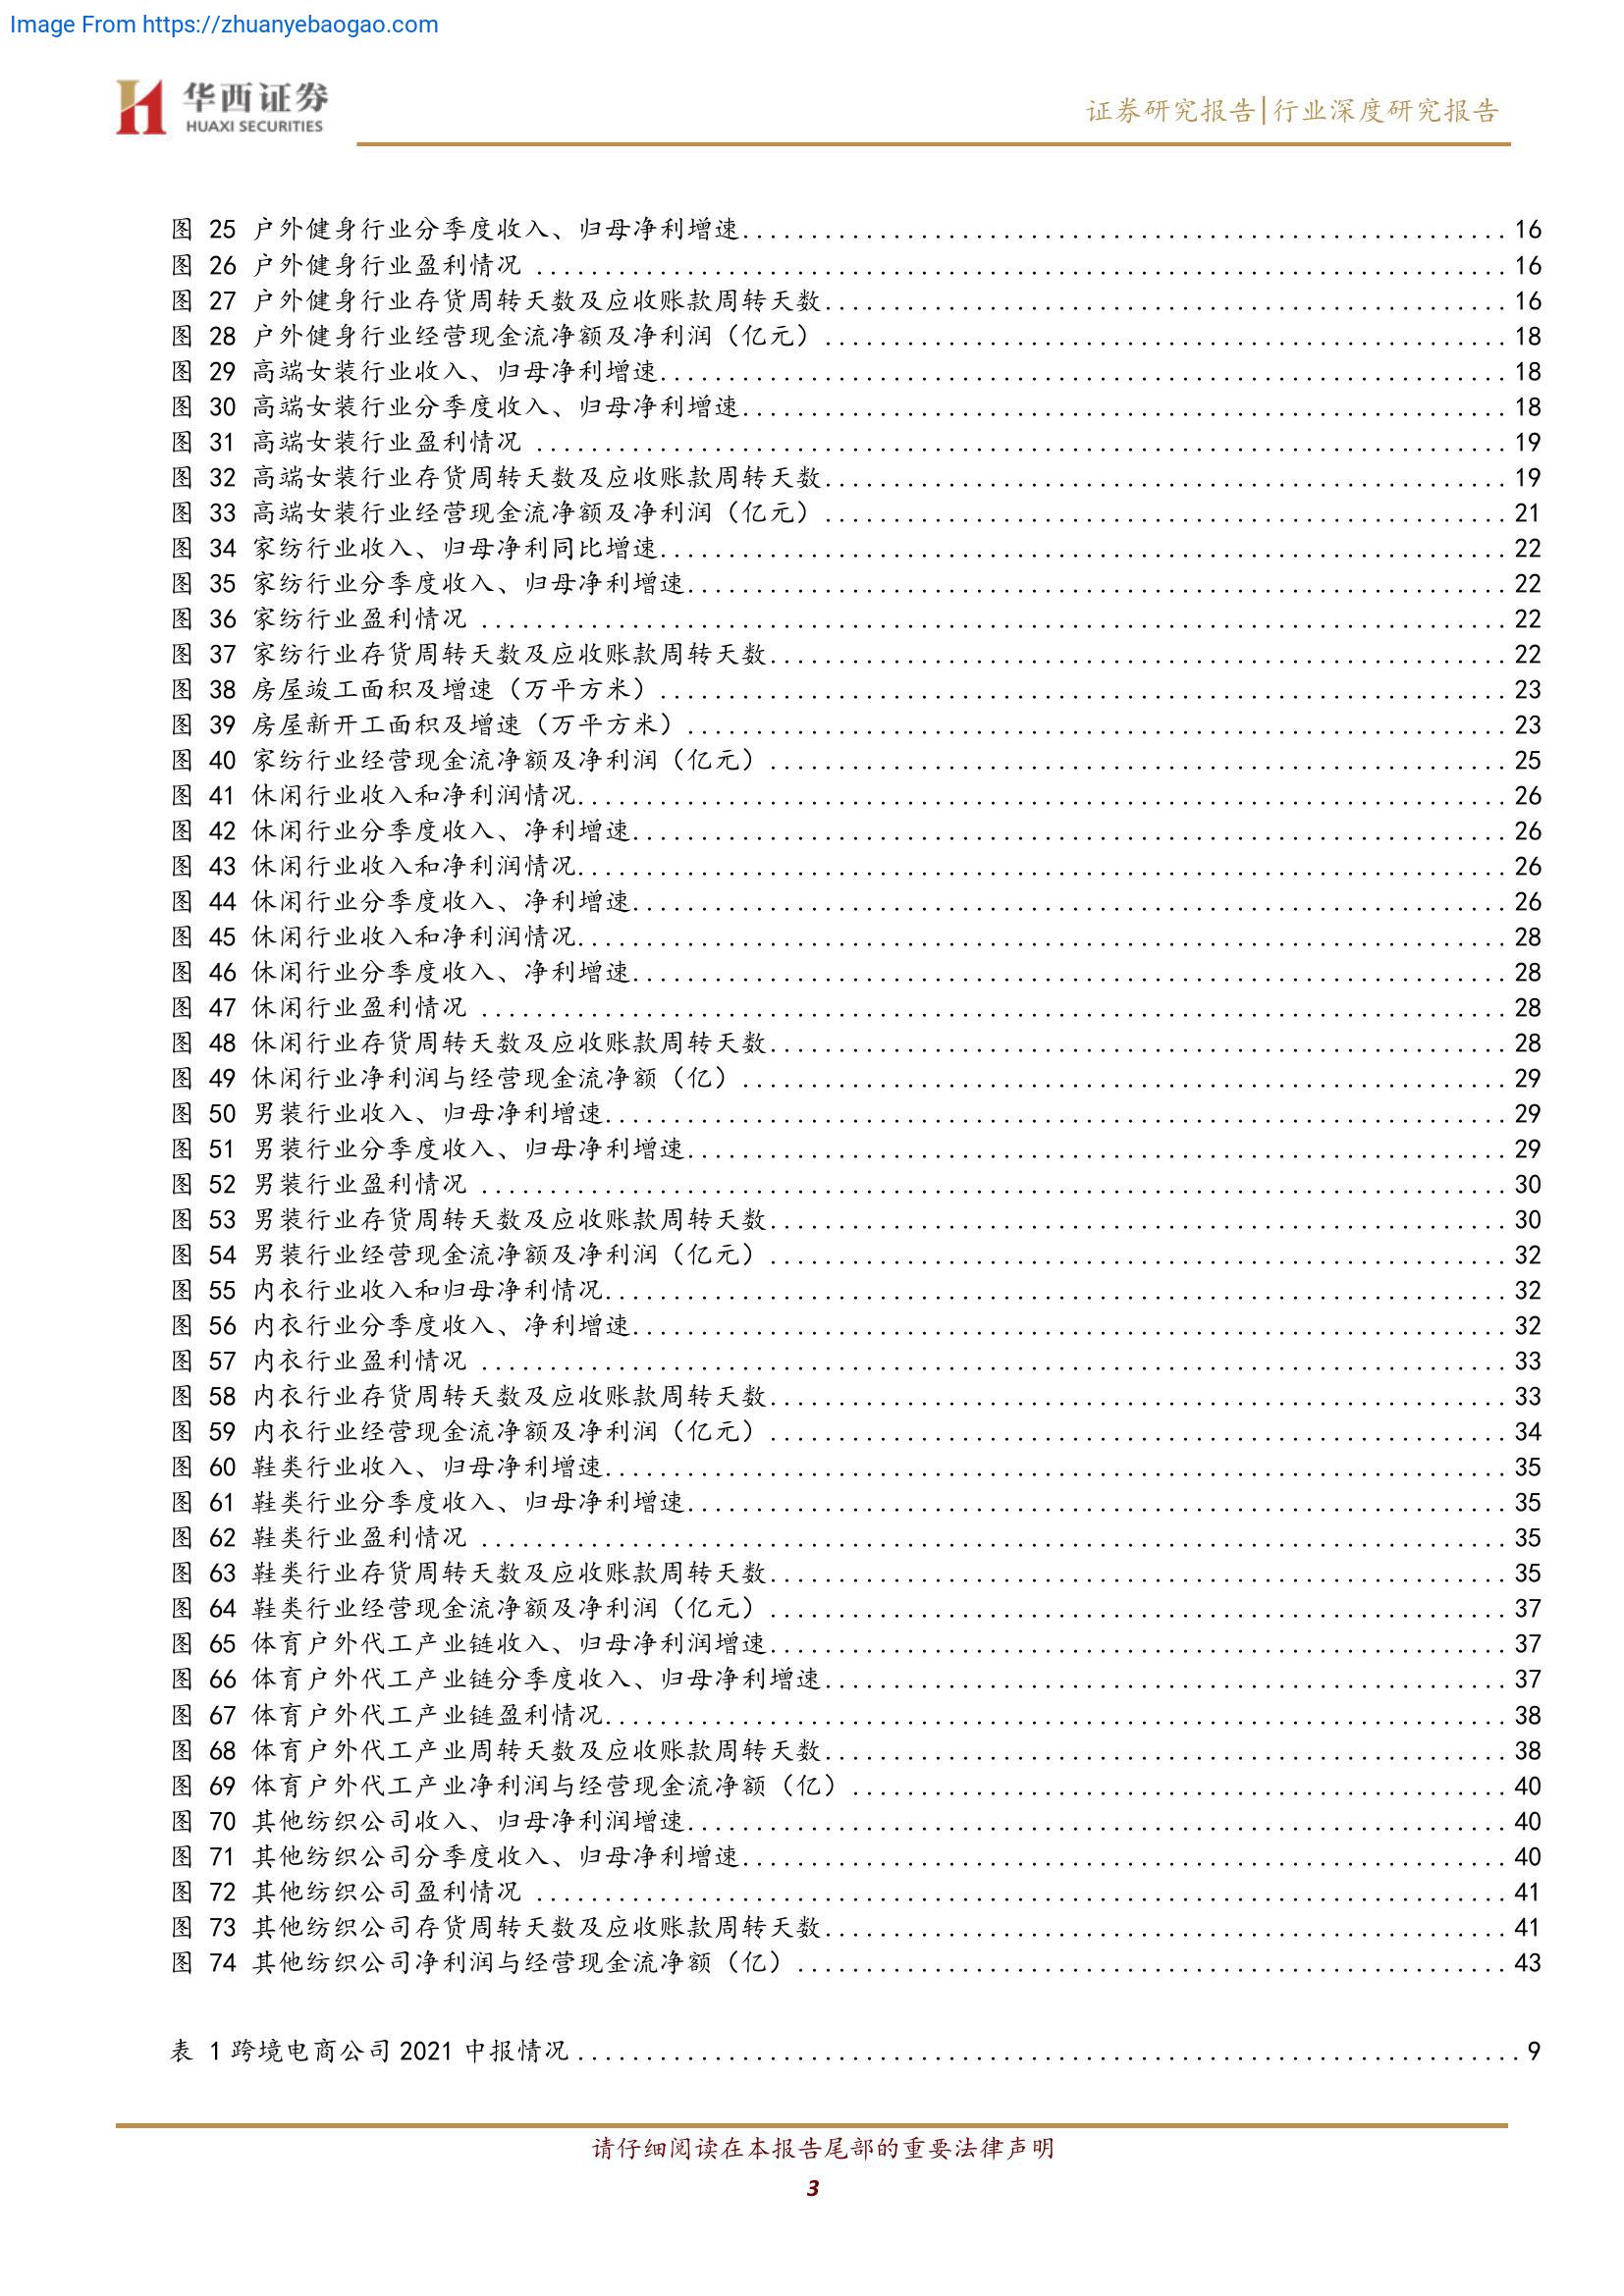 Image From https://zhuanyebaogao.com
华西证券
HUAXI SECURITIES
证券研究报告|行业深度研究报告
图 25 户外健身行业分季度收入、归母净利增速........................................................ 16
图 26 户外健身行业盈利情况 ........................................................ 16
图 27 户外健身行业存货周转天数及应收账款周转天数........................................................ 16
图 28 户外健身行业经营现金流净额及净利润（亿元）........................................................ 18
图 29 高端女装行业收入、归母净利增速........................................................ 18
图 30 高端女装行业分季度收入、归母净利增速........................................................ 18
图 31 高端女装行业盈利情况 ........................................................ 19
图 32 高端女装行业存货周转天数及应收账款周转天数........................................................ 19
图 33 高端女装行业经营现金流净额及净利润（亿元）........................................................ 21
图 34 家纺行业收入、归母净利同比增速........................................................ 22
图 35 家纺行业分季度收入、归母净利增速........................................................ 22
图 36 家纺行业盈利情况 ........................................................ 22
图 37 家纺行业存货周转天数及应收账款周转天数........................................................ 22
图 38 房屋竣工面积及增速（万平方米）........................................................ 23
图 39 房屋新开工面积及增速（万平方米）........................................................ 23
图 40 家纺行业经营现金流净额及净利润（亿元）........................................................ 25
图 41 休闲行业收入和净利润情况........................................................ 26
图 42 休闲行业分季度收入、净利增速........................................................ 26
图 43 休闲行业收入和净利润情况........................................................ 26
图 44 休闲行业分季度收入、净利增速........................................................ 26
图 45 休闲行业收入和净利润情况........................................................ 28
图 46 休闲行业分季度收入、净利增速........................................................ 28
图 47 休闲行业盈利情况 ........................................................ 28
图 48 休闲行业存货周转天数及应收账款周转天数........................................................ 28
图 49 休闲行业净利润与经营现金流净额（亿）........................................................ 29
图 50 男装行业收入、归母净利增速........................................................ 29
图 51 男装行业分季度收入、归母净利增速........................................................ 29
图 52 男装行业盈利情况 ........................................................ 30
图 53 男装行业存货周转天数及应收账款周转天数........................................................ 30
图 54 男装行业经营现金流净额及净利润（亿元）........................................................ 32
图 55 内衣行业收入和归母净利情况........................................................ 32
图 56 内衣行业分季度收入、净利增速........................................................ 32
图 57 内衣行业盈利情况 ........................................................ 33
图 58 内衣行业存货周转天数及应收账款周转天数........................................................ 33
图 59 内衣行业经营现金流净额及净利润（亿元）........................................................ 34
图 60 鞋类行业收入、归母净利增速........................................................ 35
图 61 鞋类行业分季度收入、归母净利增速........................................................ 35
图 62 鞋类行业盈利情况 ........................................................ 35
图 63 鞋类行业存货周转天数及应收账款周转天数........................................................ 35
图 64 鞋类行业经营现金流净额及净利润（亿元）........................................................ 37
图 65 体育户外代工产业链收入、归母净利润增速........................................................ 37
图 66 体育户外代工产业链分季度收入、归母净利增速........................................................ 37
图 67 体育户外代工产业链盈利情况........................................................ 38
图 68 体育户外代工产业周转天数及应收账款周转天数........................................................ 38
图 69 体育户外代工产业净利润与经营现金流净额（亿）........................................................ 40
图 70 其他纺织公司收入、归母净利润增速........................................................ 40
图 71 其他纺织公司分季度收入、归母净利增速........................................................ 40
图 72 其他纺织公司盈利情况 ........................................................ 41
图 73 其他纺织公司存货周转天数及应收账款周转天数........................................................ 41
图 74 其他纺织公司净利润与经营现金流净额（亿）........................................................ 43
表 1 跨境电商公司 2021 中报情况........................................................ 9
请仔细阅读在本报告尾部的重要法律声明
3